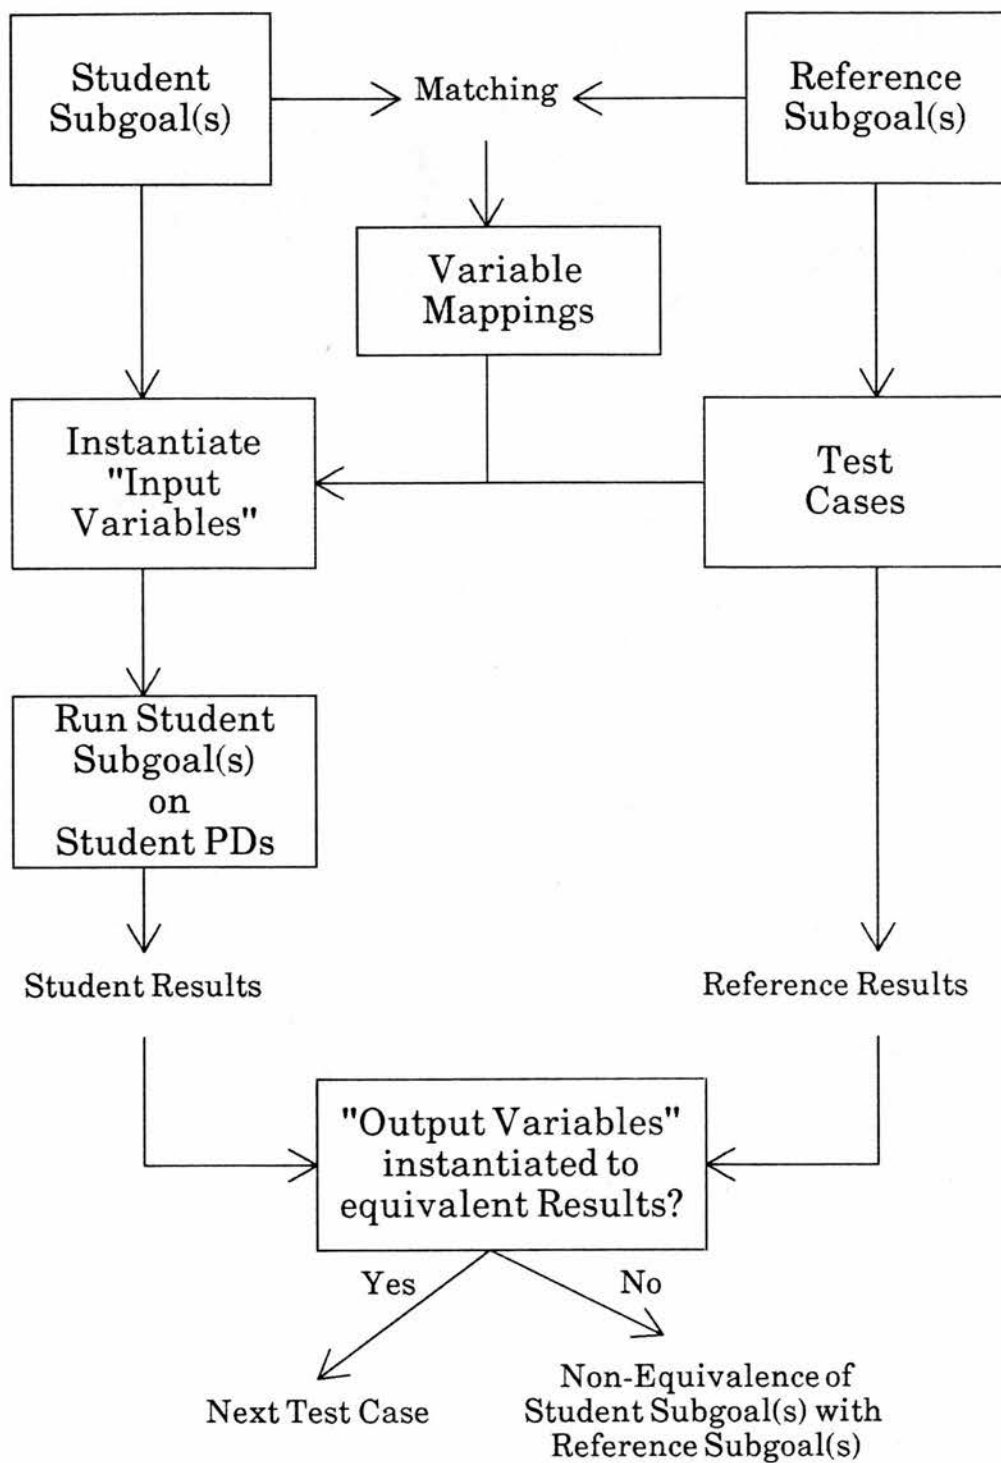 Student
Subgoal(s)
Matching
Reference
Subgoal(s)
Variable
Mappings
Instantiate
"Input
Variables"
Test
Cases
Run Student
Subgoal(s)
on
Student PDs
Student Results
Reference Results
"Output Variables"
instantiated to
equivalent Results?
Yes
No
Next Test Case
Non-Equivalence of
Student Subgoal(s) with
Reference Subgoal(s)